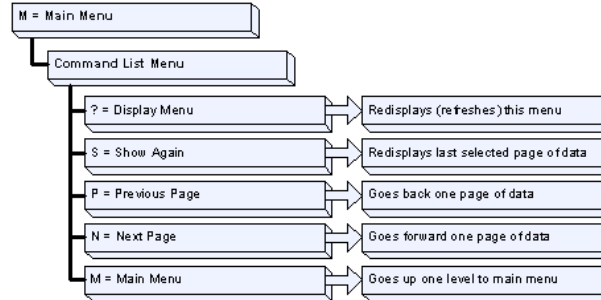 M = Main Menu
Command List Menu
? = Display Menu
Redisplays (refreshes) this menu
S = Show Again
Redisplays last selected page of data
P = Previous Page
Goes back one page of data
N = Next Page
Goes forward one page of data
M = Main Menu
Goes up one level to main menu